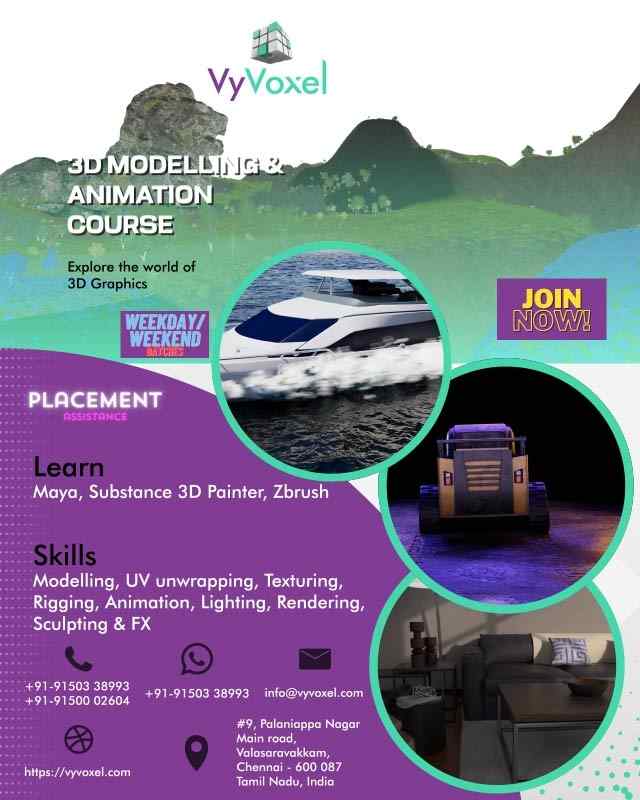 VyVoxel
3D MODELLING &
ANIMATION
COURSE
Explore the world of
3D Graphics
WEEKDAY/
WEEKEND
BATCHES
JOIN
NOW!
PLACEMENT
ASSISTANCE
Learn
Maya, Substance 3D Painter, Zbrush
Skills
Modelling, UV unwrapping, Texturing,
Rigging, Animation, Lighting, Rendering,
Sculpting & FX
+91-91503 38993
+91-91500 02604
+91-91503 38993
info@vyvoxel.com
https://vyvoxel.com
#9, Palaniappa Nagar
Main road,
Valasaravakkam,
Chennai - 600 087
Tamil Nadu, India